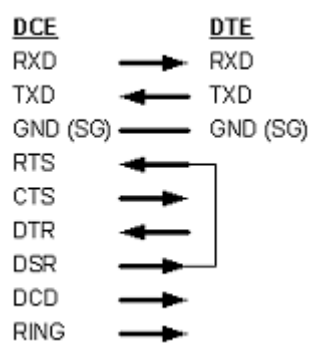 DCE DTE
RXD RXD
TXD TXD
GND (SG) GND (SG)
RTS
CTS
DTR
DSR
DCD
RING